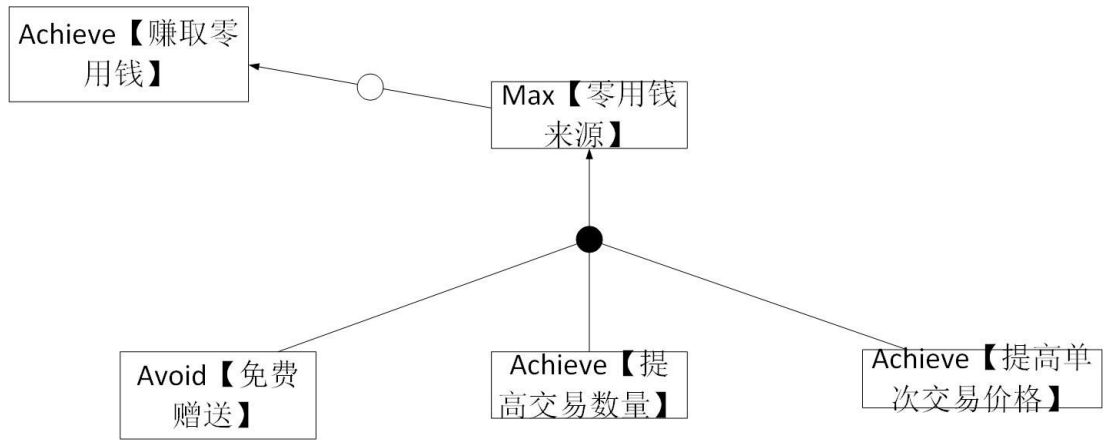 Achieve【赚取零
用钱】
Max【零用钱
来源】
Avoid【免费
赠送】
Achieve【提
高交易数量】
Achieve【提高单
次交易价格】